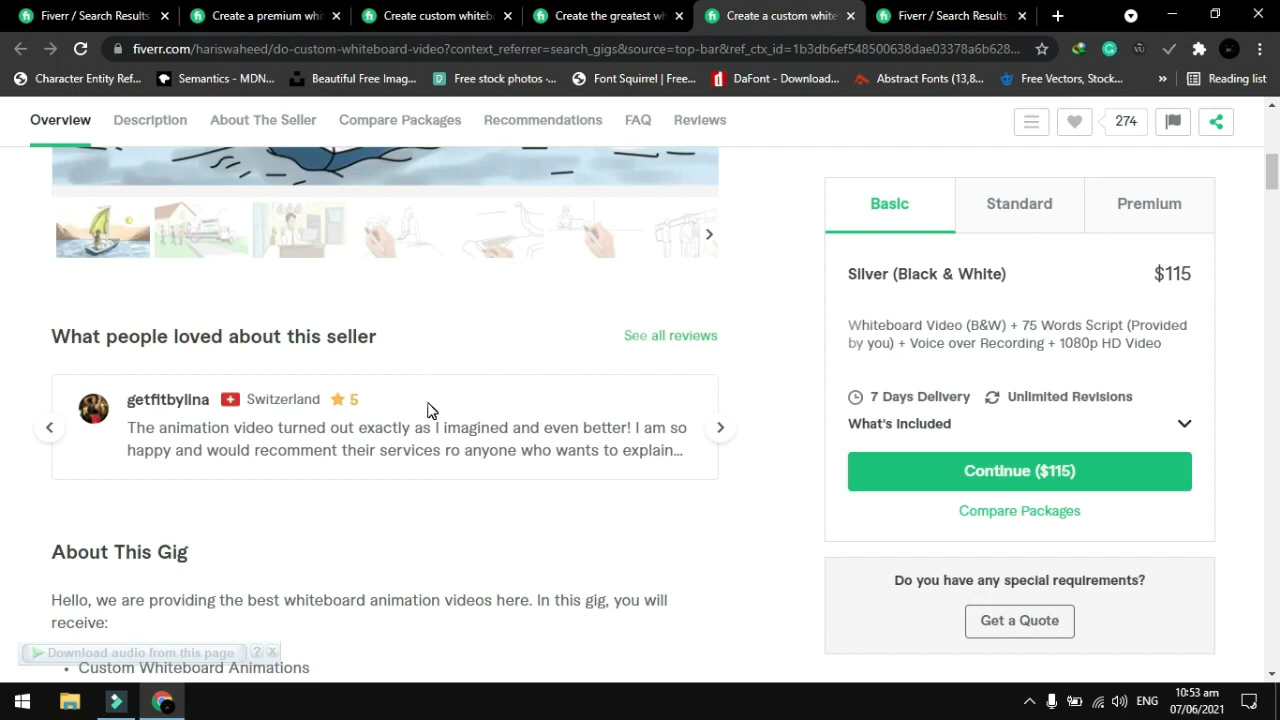 Fiverr / Search Results
Create a premium whi
Create custom whiteb
Create the greatest w
Create a custom white
Fiverr / Search Results
fiverr.com/hariswaheed/do-custom-whiteboard-video?context_referrer=search_gigs&source=top-bar&ref_ctx_id=1b3db6ef548500638dae03378a6b628...
Character Entity Ref...
Semantics - MDN...
Beautiful Free Imag...
Free stock photos -...
Font Squirrel | Free...
DaFont - Download...
Abstract Fonts (13,8...
Free Vectors, Stock...
»
Reading list
Overview
Description
About The Seller
Compare Packages
Recommendations
FAQ
Reviews
274
Basic
Standard
Premium
Silver (Black & White)
$115
Whiteboard Video (B&W) + 75 Words Script (Provided
by you) + Voice over Recording + 1080p HD Video
7 Days Delivery
Unlimited Revisions
What's Included
Continue ($115)
Compare Packages
Do you have any special requirements?
Get a Quote
What people loved about this seller
See all reviews
getfitbylina
Switzerland
5
The animation video turned out exactly as I imagined and even better! I am so
happy and would recomment their services ro anyone who wants to explain...
About This Gig
Hello, we are providing the best whiteboard animation videos here. In this gig, you will
receive:
Download audio from this page
?
• Custom Whiteboard Animations
ENG
10:53 am
07/06/2021